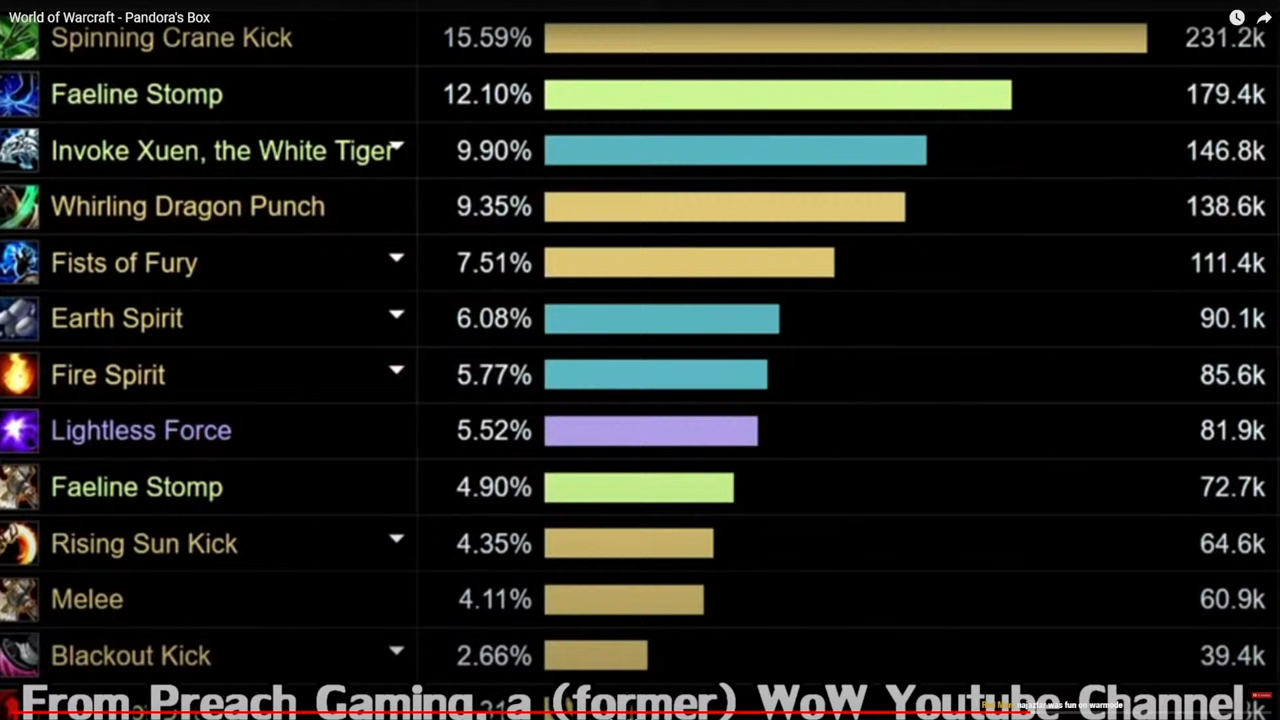 World of Warcraft - Pandora's Box
Spinning Crane Kick 15.59% 231.2k
Faeline Stomp 12.10% 179.4k
Invoke Xuen, the White Tiger 9.90% 146.8k
Whirling Dragon Punch 9.35% 138.6k
Fists of Fury 7.51% 111.4k
Earth Spirit 6.08% 90.1k
Fire Spirit 5.77% 85.6k
Lightless Force 5.52% 81.9k
Faeline Stomp 4.90% 72.7k
Rising Sun Kick 4.35% 64.6k
Melee 4.11% 60.9k
Blackout Kick 2.66% 39.4k
From Preach Gaming, a (former) WoW Youtube Channel
was fun on warmode